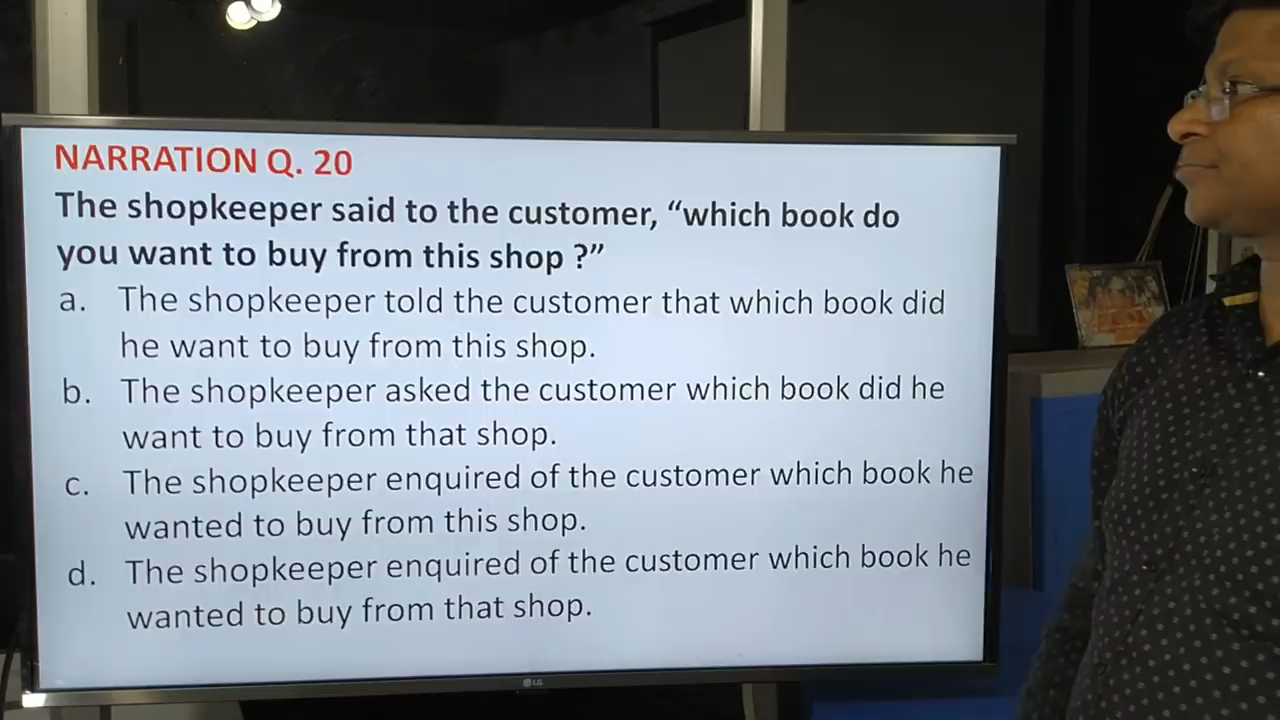 NARRATION Q. 20
The shopkeeper said to the customer, “which book do
you want to buy from this shop ?”
a. The shopkeeper told the customer that which book did
he want to buy from this shop.
b. The shopkeeper asked the customer which book did he
want to buy from that shop.
c. The shopkeeper enquired of the customer which book he
wanted to buy from this shop.
d. The shopkeeper enquired of the customer which book he
wanted to buy from that shop.
LG